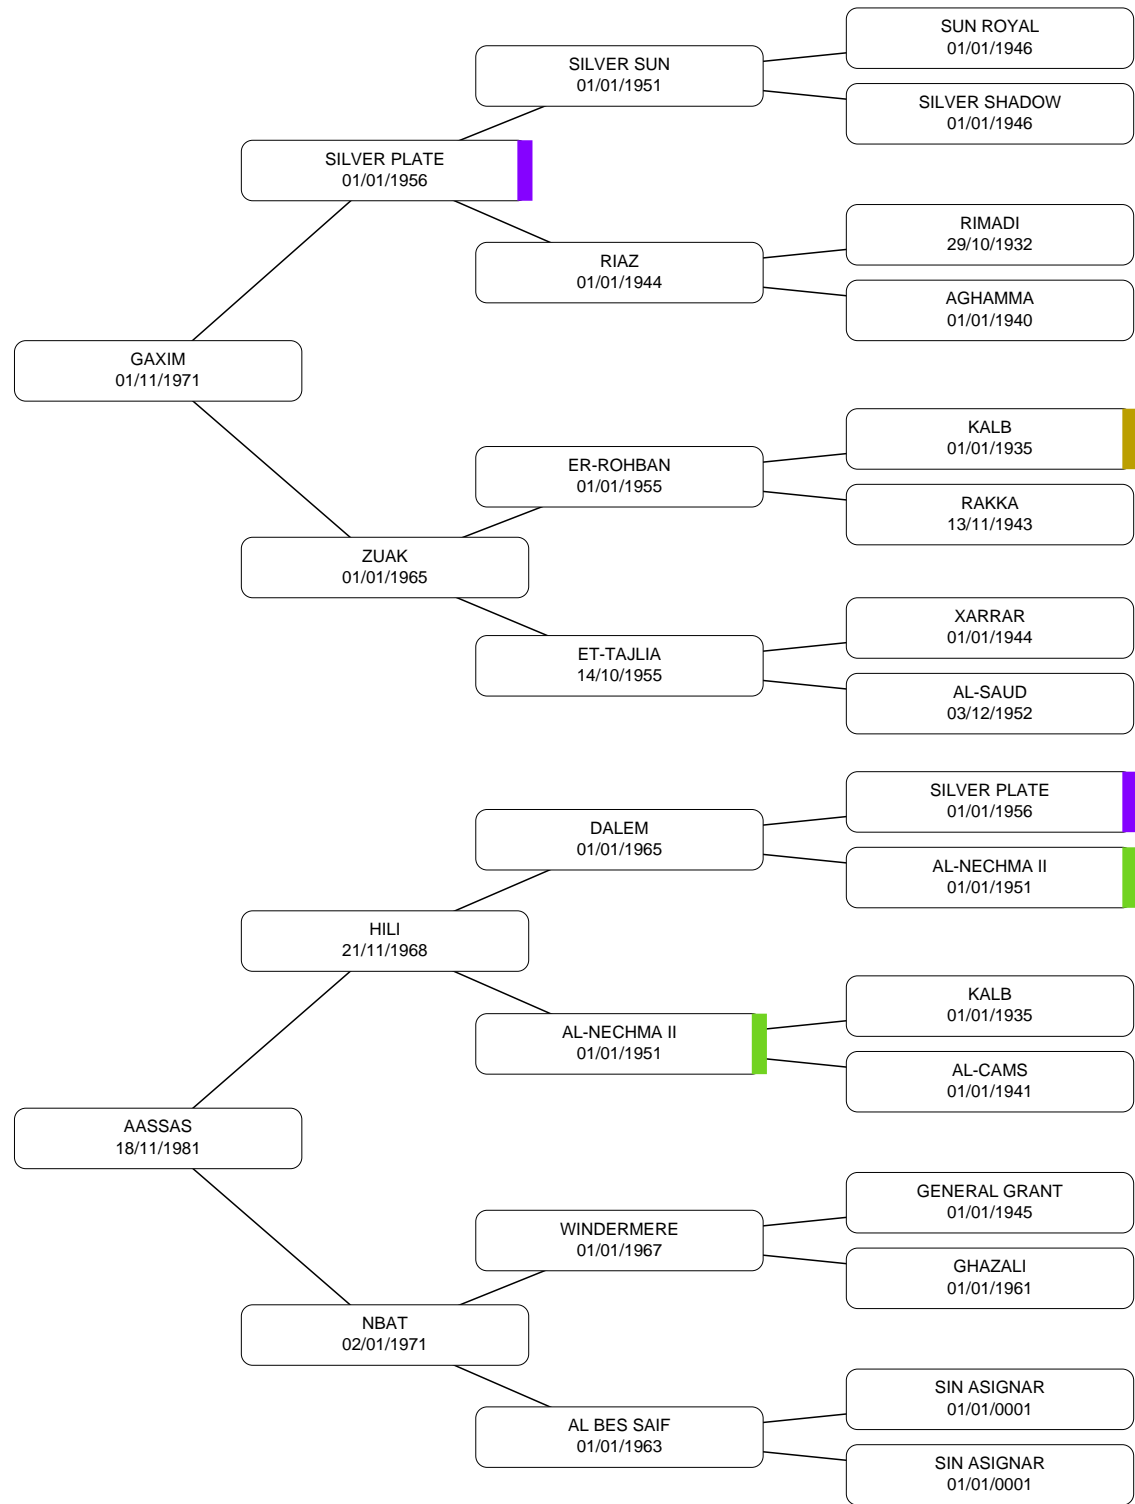 SUN ROYAL
01/01/1946
SILVER SUN
01/01/1951
SILVER SHADOW
01/01/1946
SILVER PLATE
01/01/1956
RIMADI
29/10/1932
RIAZ
01/01/1944
AGHAMMA
01/01/1940
GAXIM
01/11/1971
KALB
01/01/1935
ER-ROHBAN
01/01/1955
RAKKA
13/11/1943
ZUAK
01/01/1965
XARRAR
01/01/1944
ET-TAJLIA
14/10/1955
AL-SAUD
03/12/1952
SILVER PLATE
01/01/1956
DALEM
01/01/1965
AL-NECHMA II
01/01/1951
HILI
21/11/1968
KALB
01/01/1935
AL-NECHMA II
01/01/1951
AL-CAMS
01/01/1941
AASSAS
18/11/1981
GENERAL GRANT
01/01/1945
WINDERMERE
01/01/1967
GHAZALI
01/01/1961
NBAT
02/01/1971
SIN ASIGNAR
01/01/0001
AL BES SAIF
01/01/1963
SIN ASIGNAR
01/01/0001